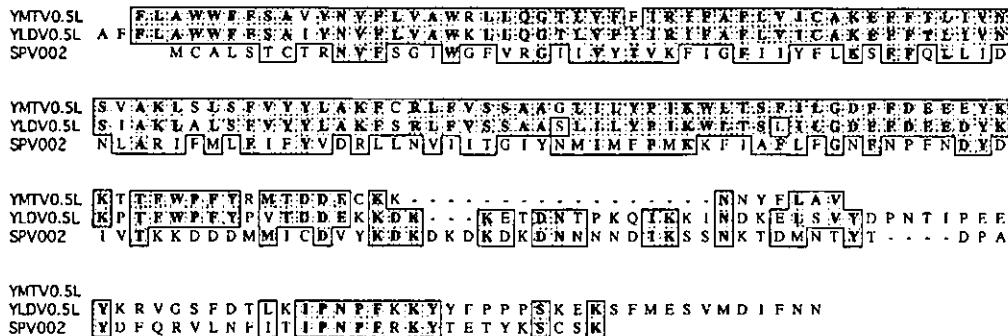 YMTV0.5L F L A W W F F S A V Y N V F L V A W R L L Q G T L Y F F I R Y F A F L V I C A K E F F T L I V N
YLDV0.5L A F F L A W W F F S A I Y N V F L V A W K L L Q G T L V F Y I R I F A F L V I C A K E F F T L I V N
SPV002 M C A L S T C T R N V F S G I W G F V R G T I V Y Y V K F I G F I I Y F L K S F F Q L L I D
YMTV0.5L S V A K L S L S F V Y Y L A K F C R L F V S S A A G L I L Y F I K W L T S F I L G D F F D E E E Y K
YLDV0.5L S I A K L A L S F V Y Y L A K F S R L F V S S A A S L I L Y F I K W F T S L I L G D F F D F E D Y K
SPV002 N L A R I F M L F I F Y V D R L L N V I I T G I Y N M I M F P M K K F I A F L F G N F N P F N D Y D
YMTV0.5L K T T F W P F Y R M T D D E C K K - - - - - - - - - - - - - - - - - - N N Y F L A V
YLDV0.5L K P T F W P F Y P V T D D E K K D K - - - K E T D N T P K Q I K K I N D K E L S V Y D P N T I P E E
SPV002 I V T K K D D D M M I C D V Y K D K D K D K D K D N N N N D I K S S N K T D M N T Y T - - - - D P A
YMTV0.5L
YLDV0.5L Y K R V G S F D T L K I P N P F K K Y Y F P P P S K E K S F M E S V M D I F N N
SPV002 Y D F Q R V L N F I T I P N P F R K Y T E T Y K S C S K